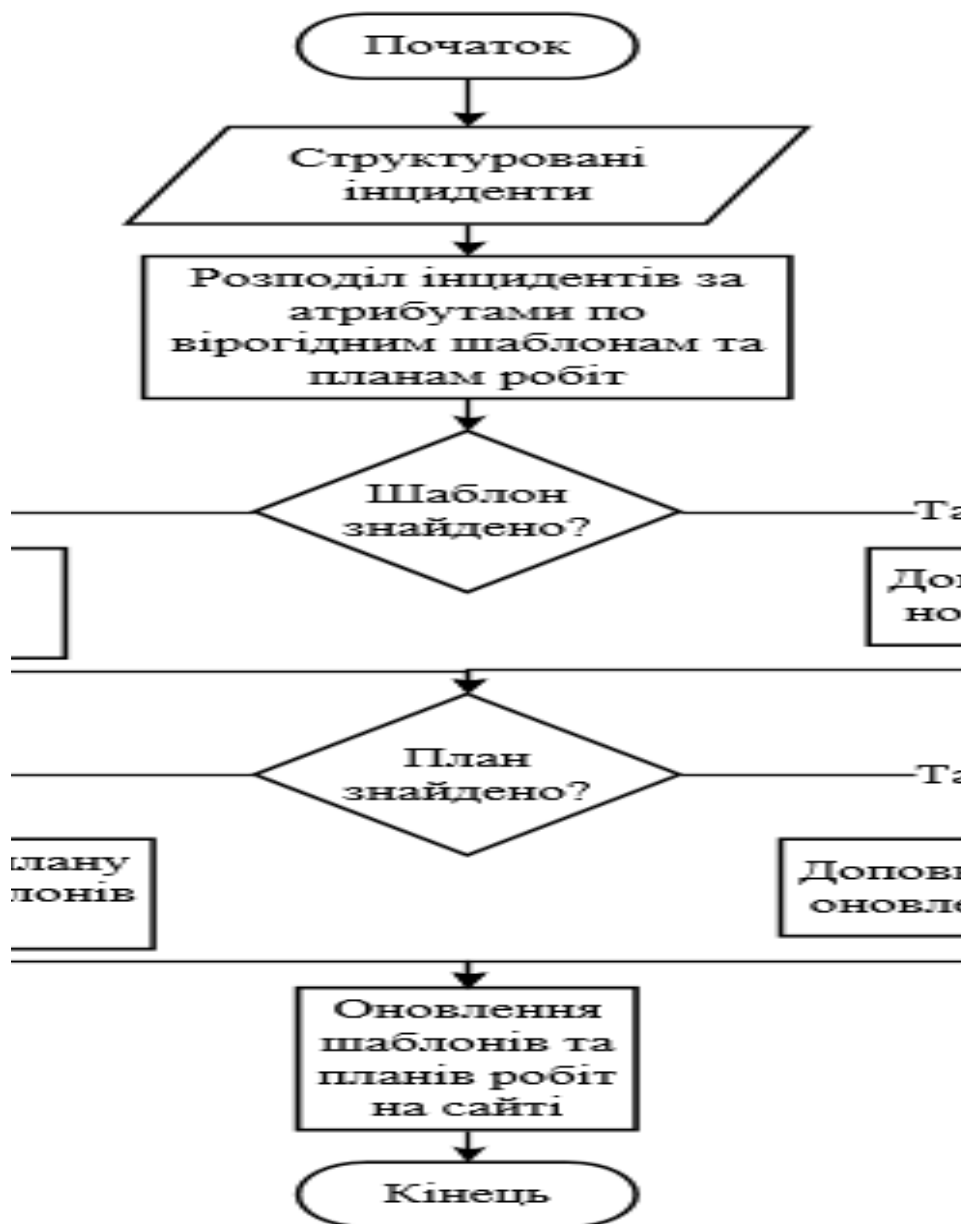 Початок
Структуровані
інциденти
Розподіл інцидентів за
атрибутами по
вірогідним шаблонам та
планам робіт
Шаблон
знайдено?
План
знайдено?
Оновлення
шаблонів та
планів робіт
на сайті
Кінець